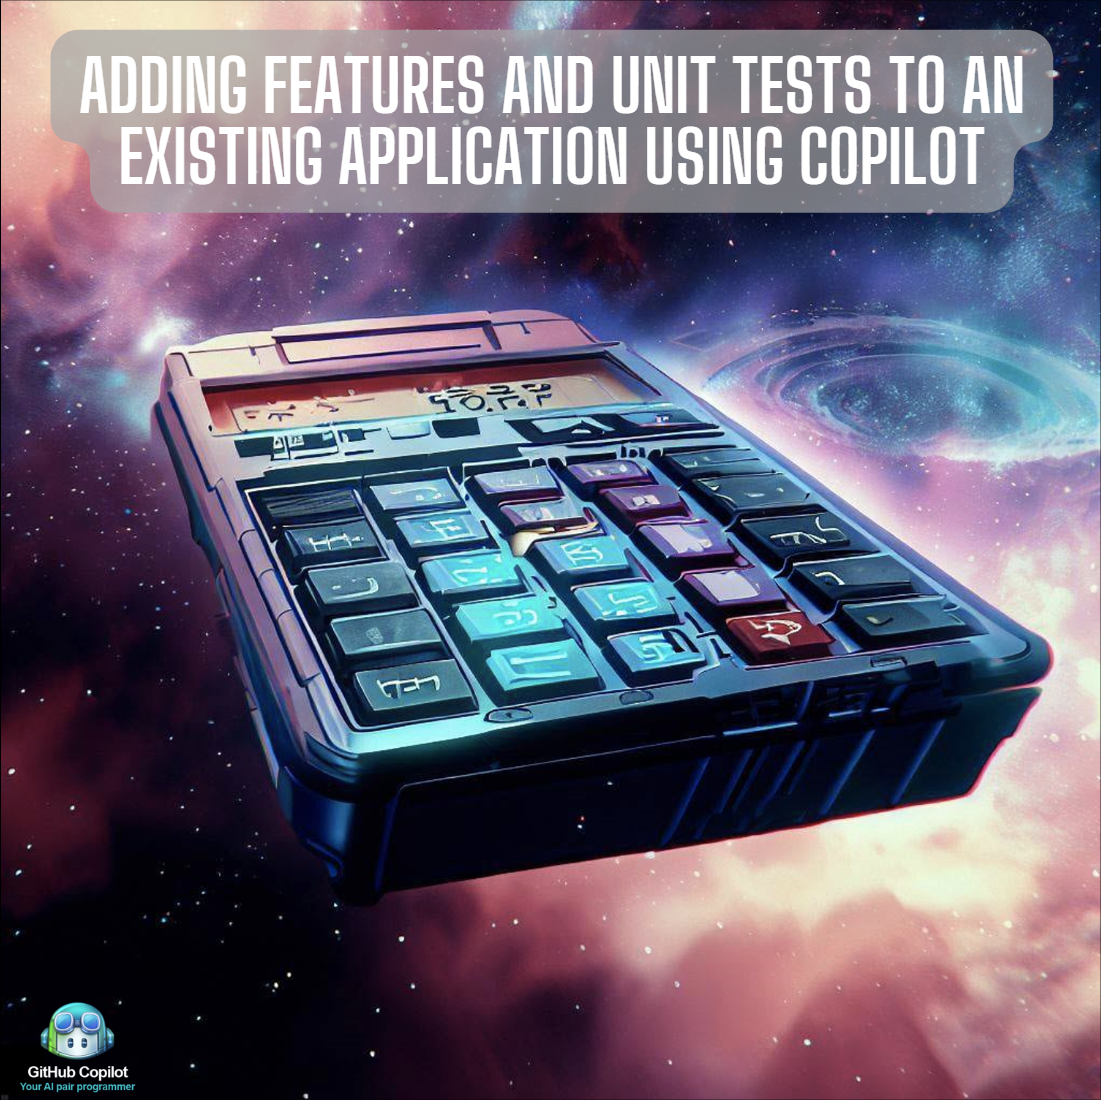 ADDING FEATURES AND UNIT TESTS TO AN
EXISTING APPLICATION USING COPILOT
GitHub Copilot
Your AI pair programmer